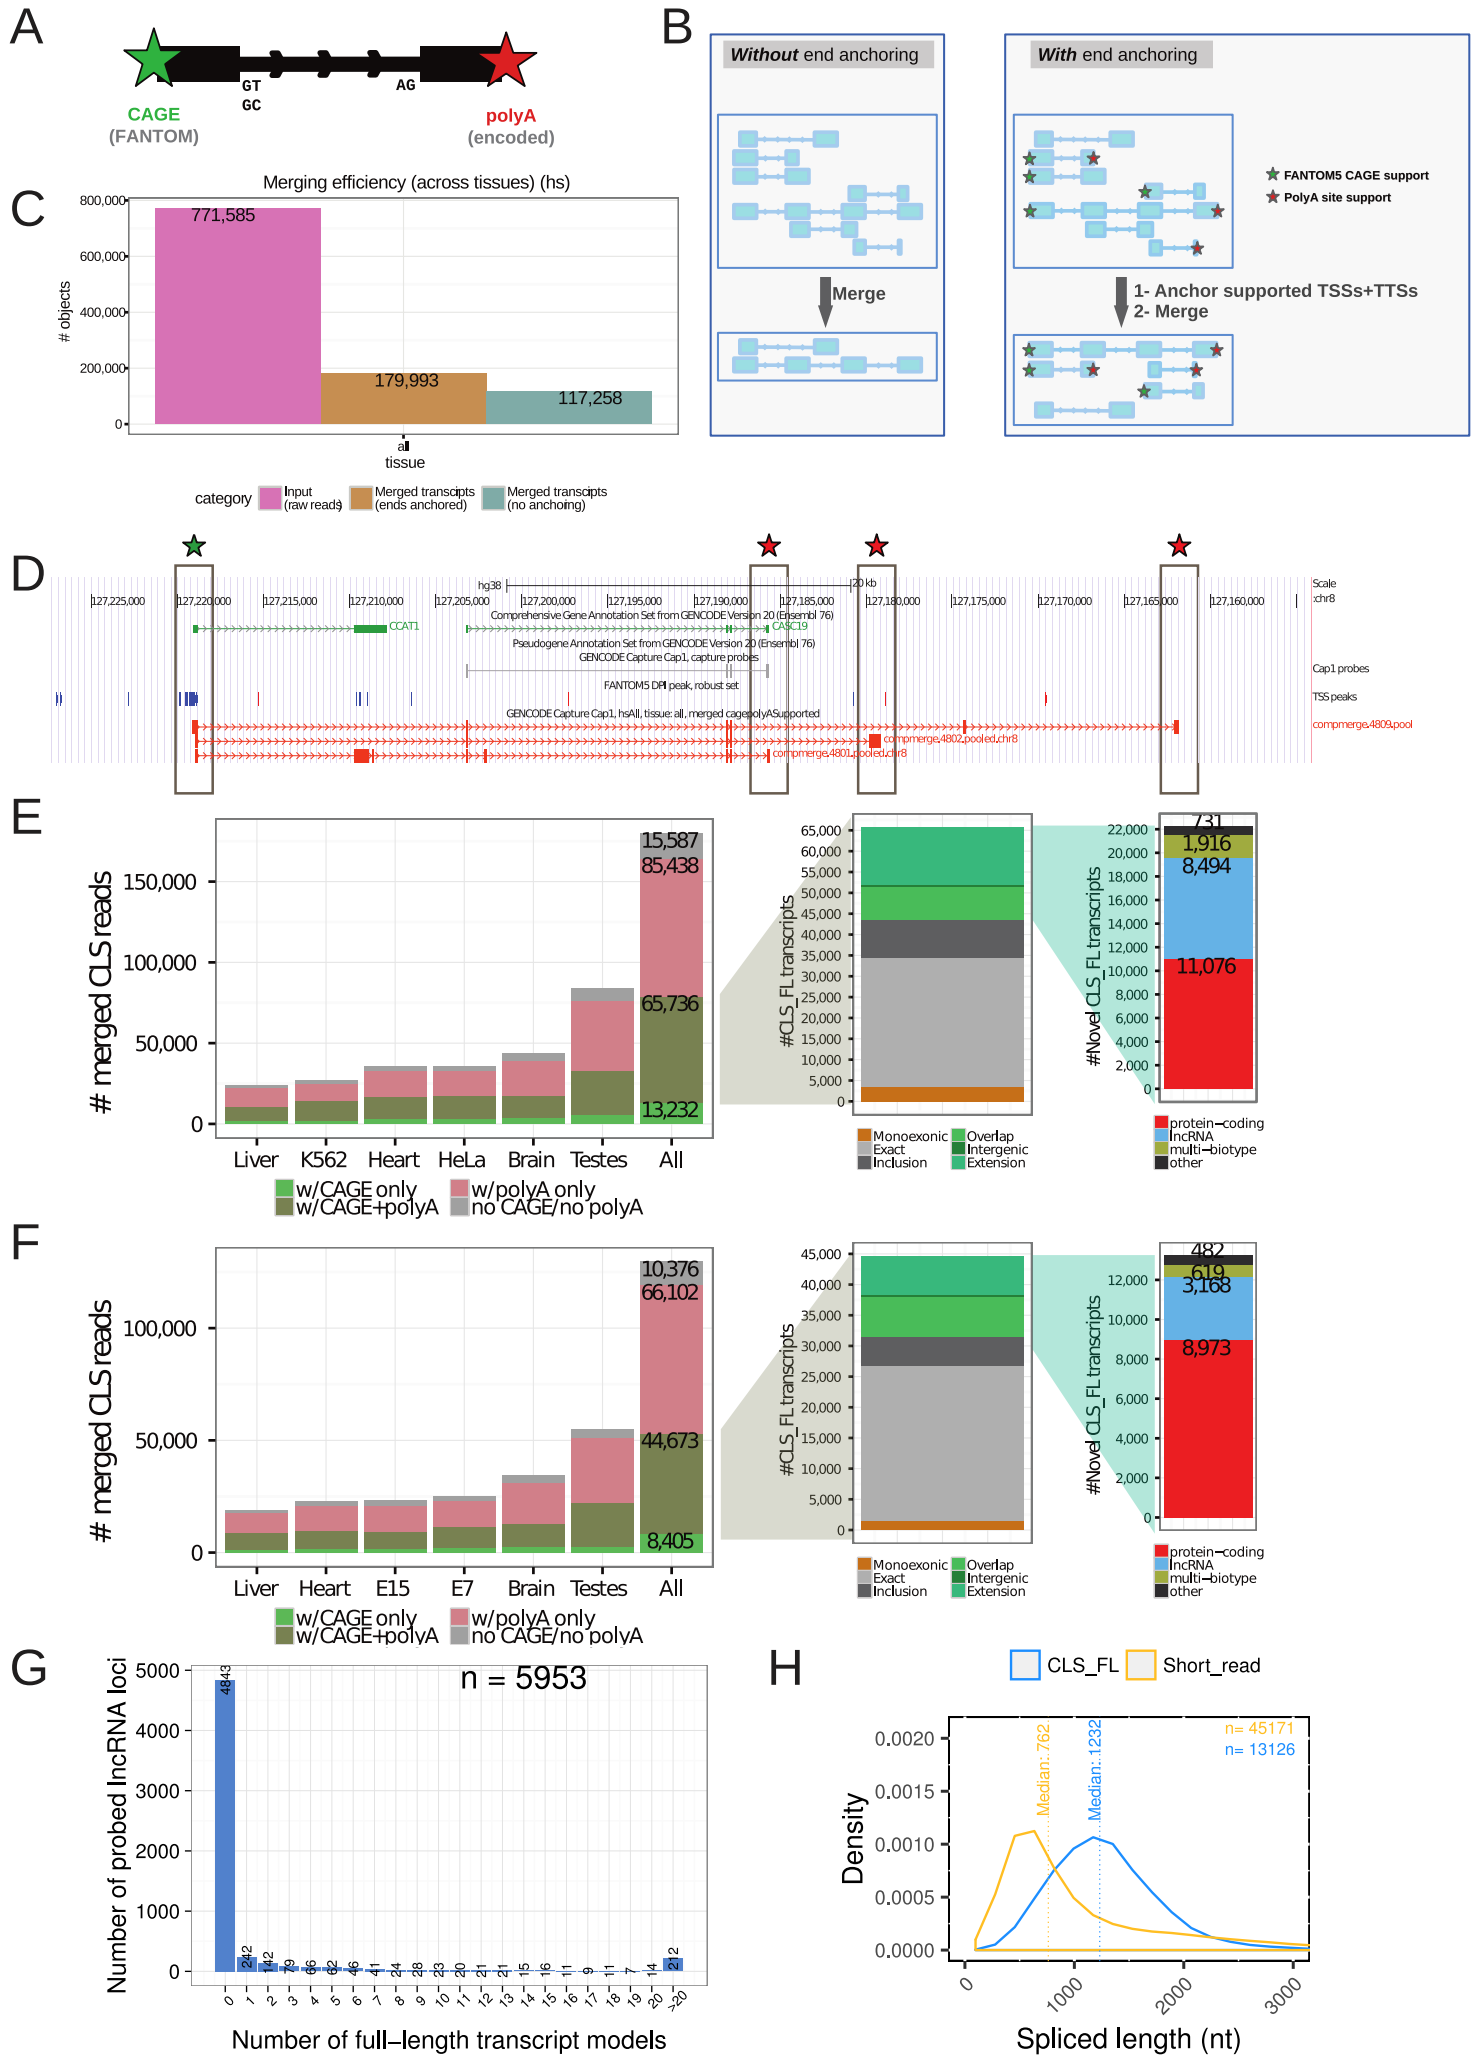 A
GT
GC
AG
CAGE
(FANTOM)
polyA
(encoded)
B
Without end anchoring
With end anchoring
FANTOM5 CAGE support
PolyA site support
Merge
1- Anchor supported TSSs+TTSs
2- Merge
C
Merging efficiency (across tissues) (hs)
# objects
800,000
600,000
400,000
200,000
0
771,585
179,993
117,258
all
tissue
category
Input
(raw reads)
Merged transcripts
(ends anchored)
Merged transcripts
(no anchoring)
D
hg38
20 kb
Scale
127,225,000
127,220,000
127,215,000
127,210,000
127,205,000
127,200,000
127,195,000
127,190,000
127,185,000
127,180,000
127,175,000
127,170,000
127,165,000
127,160,000
:chr8
Comprehensive Gene Annotation Set from GENCODE Version 20 (Ensembl 76)
CCAT1
CASC19
Pseudogene Annotation Set from GENCODE Version 20 (Ensembl 76)
GENCODE Capture Cap1, capture probes
Cap1 probes
FANTOM5 DPI peak, robust set
TSS peaks
GENCODE Capture Cap1, hsAll, tissue: all, merged cagepolyASupported
compmerge.4809.pool
compmerge.4802.pooled.chr8
compmerge.4801.pooled.chr8
E
# merged CLS reads
150,000
100,000
50,000
0
15,587
85,438
65,736
13,232
Liver
K562
Heart
HeLa
Brain
Testes
All
w/CAGE only
w/CAGE+polyA
w/polyA only
no CAGE/no polyA
#CLS_FL transcripts
65,000
60,000
55,000
50,000
45,000
40,000
35,000
30,000
25,000
20,000
15,000
10,000
5,000
0
Monoexonic
Exact
Inclusion
Overlap
Intergenic
Extension
#Novel CLS_FL transcripts
22,000
20,000
18,000
16,000
14,000
12,000
10,000
8,000
6,000
4,000
2,000
0
731
1,916
8,494
11,076
protein-coding
lncRNA
multi-biotype
other
F
# merged CLS reads
100,000
50,000
0
10,376
66,102
44,673
8,405
Liver
Heart
E15
E7
Brain
Testes
All
w/CAGE only
w/CAGE+polyA
w/polyA only
no CAGE/no polyA
#CLS_FL transcripts
45,000
40,000
35,000
30,000
25,000
20,000
15,000
10,000
5,000
0
Monoexonic
Exact
Inclusion
Overlap
Intergenic
Extension
#Novel CLS_FL transcripts
12,000
10,000
8,000
6,000
4,000
2,000
0
482
619
3,168
8,973
protein-coding
lncRNA
multi-biotype
other
G
n = 5953
Number of probed lncRNA loci
5000
4000
3000
2000
1000
0
4843
242
142
79
66
62
46
41
24
28
23
20
21
21
15
16
11
9
11
7
14
212
0
1
2
3
4
5
6
7
8
9
10
11
12
13
14
15
16
17
18
19
20
>20
Number of full-length transcript models
H
CLS_FL
Short_read
Density
0.0020
0.0015
0.0010
0.0005
0.0000
Median: 762
Median: 1232
n= 45171
n= 13126
0
1000
2000
3000
Spliced length (nt)